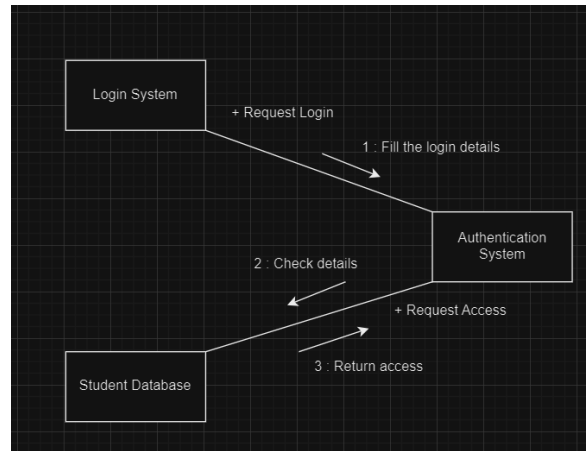 Login System
+ Request Login
1 : Fill the login details
Authentication
System
2 : Check details
+ Request Access
3 : Return access
Student Database